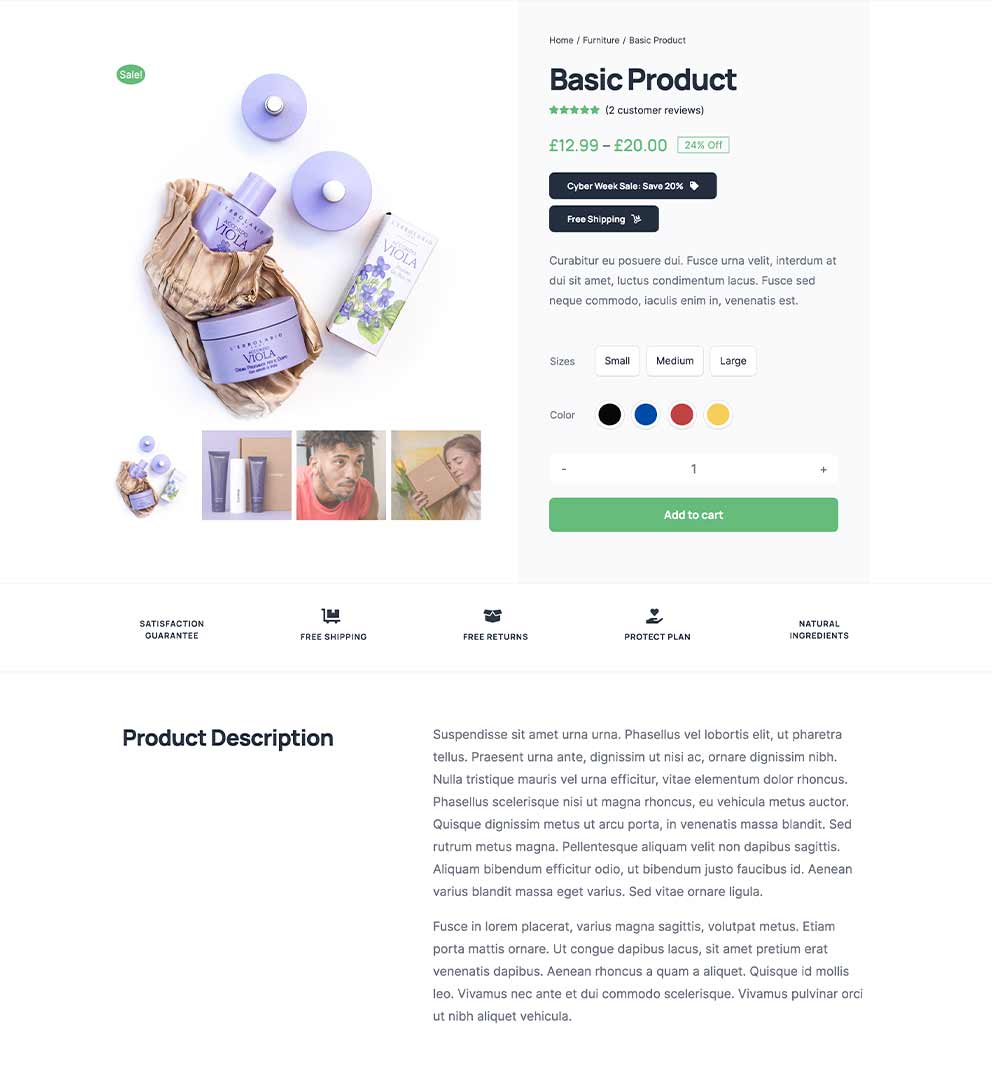 Home / Furniture / Basic Product
Sale!
Basic Product
(2 customer reviews)
£12.99 – £20.00 24% Off
Cyber Week Sale: Save 20%
Free Shipping
Curabitur eu posuere dui. Fusce urna velit, interdum at
dui sit amet, luctus condimentum lacus. Fusce sed
neque commodo, iaculis enim in, venenatis est.
L'ERBOLARIO
ACCORDO
VIOLA
L'ERBOLARIO
ACCORDO
VIOLA
L'ERBOLARIO
ACCORDO
VIOLA
Sizes Small Medium Large
Color
- 1 +
Add to cart
SATISFACTION
GUARANTEE
FREE SHIPPING
FREE RETURNS
PROTECT PLAN
NATURAL
INGREDIENTS
Product Description
Suspendisse sit amet urna urna. Phasellus vel lobortis elit, ut pharetra
tellus. Praesent urna ante, dignissim ut nisi ac, ornare dignissim nibh.
Nulla tristique mauris vel urna efficitur, vitae elementum dolor rhoncus.
Phasellus scelerisque nisi ut magna rhoncus, eu vehicula metus auctor.
Quisque dignissim metus ut arcu porta, in venenatis massa blandit. Sed
rutrum metus magna. Pellentesque aliquam velit non dapibus sagittis.
Aliquam bibendum efficitur odio, ut bibendum justo faucibus id. Aenean
varius blandit massa eget varius. Sed vitae ornare ligula.
Fusce in lorem placerat, varius magna sagittis, volutpat metus. Etiam
porta mattis ornare. Ut congue dapibus lacus, sit amet pretium erat
venenatis dapibus. Aenean rhoncus a quam a aliquet. Quisque id mollis
leo. Vivamus nec ante et dui commodo scelerisque. Vivamus pulvinar orci
ut nibh aliquet vehicula.